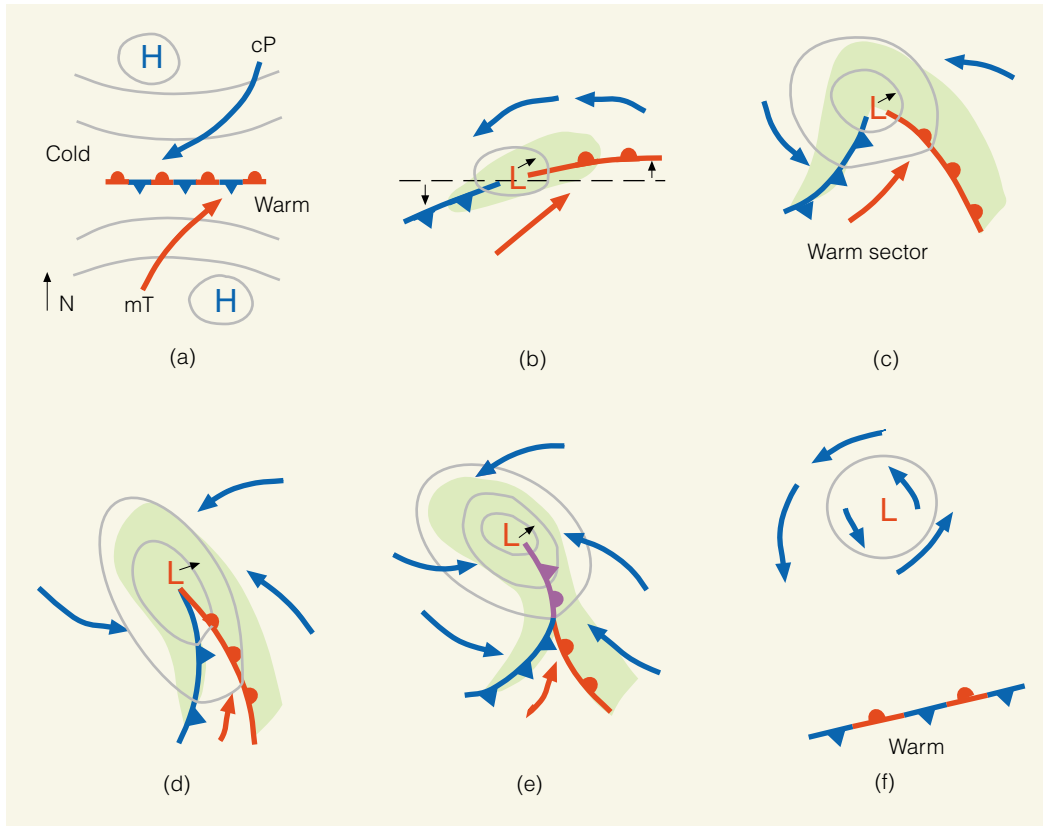 H
cP
Cold
Warm
N
mT
H
(a)
L
(b)
L
Warm sector
(c)
L
(d)
L
(e)
L
Warm
(f)